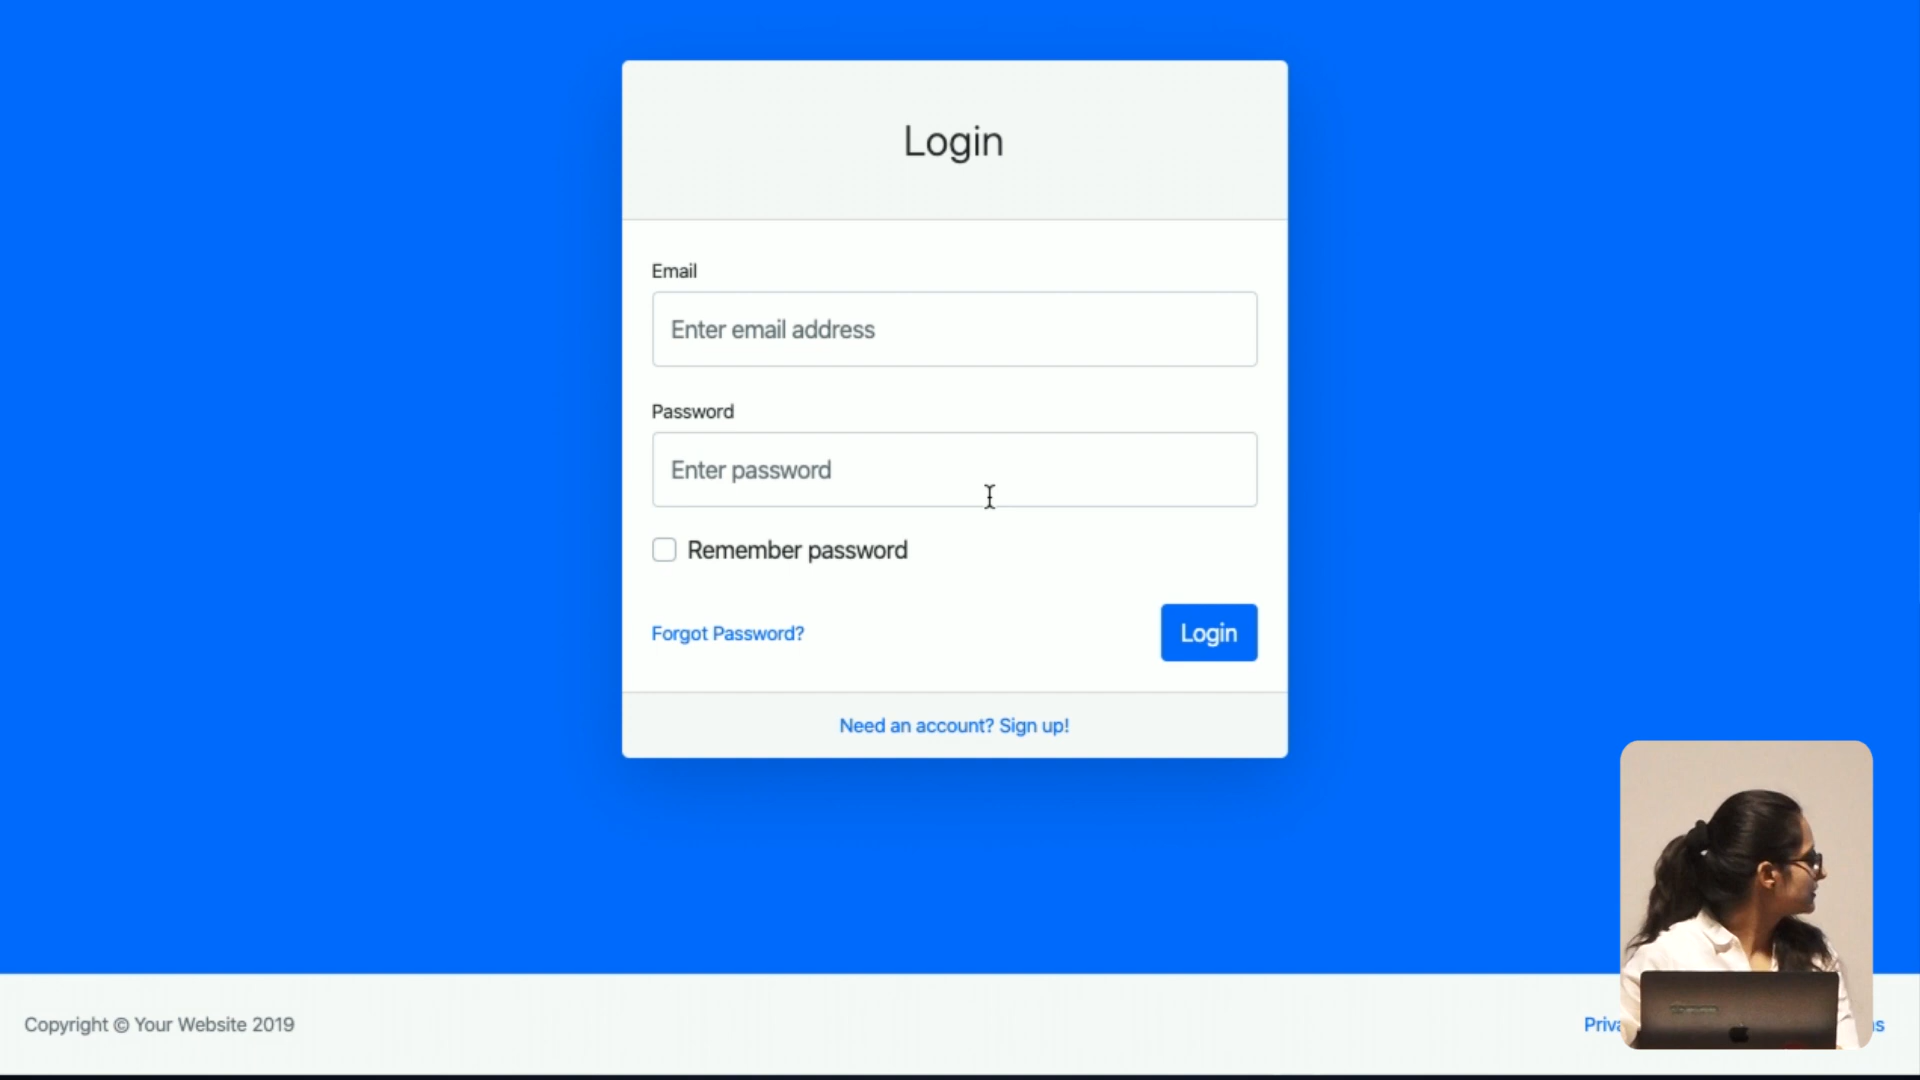 Login
Email
Enter email address
Password
Enter password
Remember password
Forgot Password?
Login
Need an account? Sign up!
Copyright © Your Website 2019